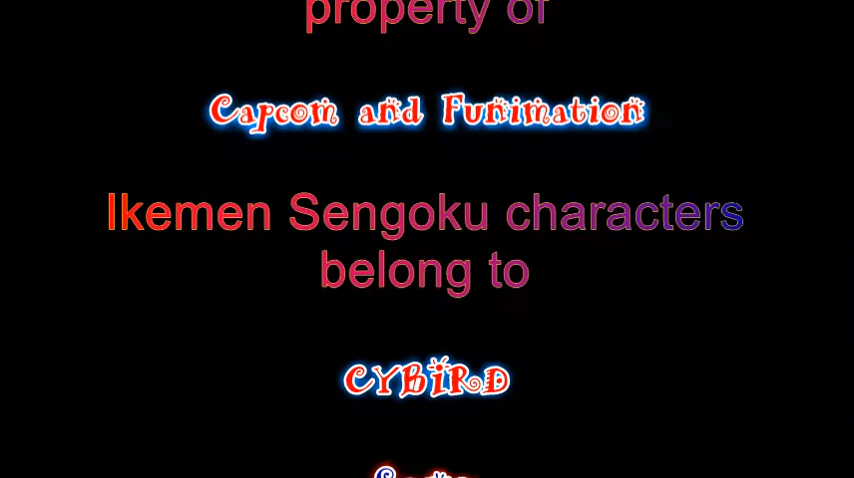 property of
Capcom and Funimation
Ikemen Sengoku characters
belong to
CYBIRD